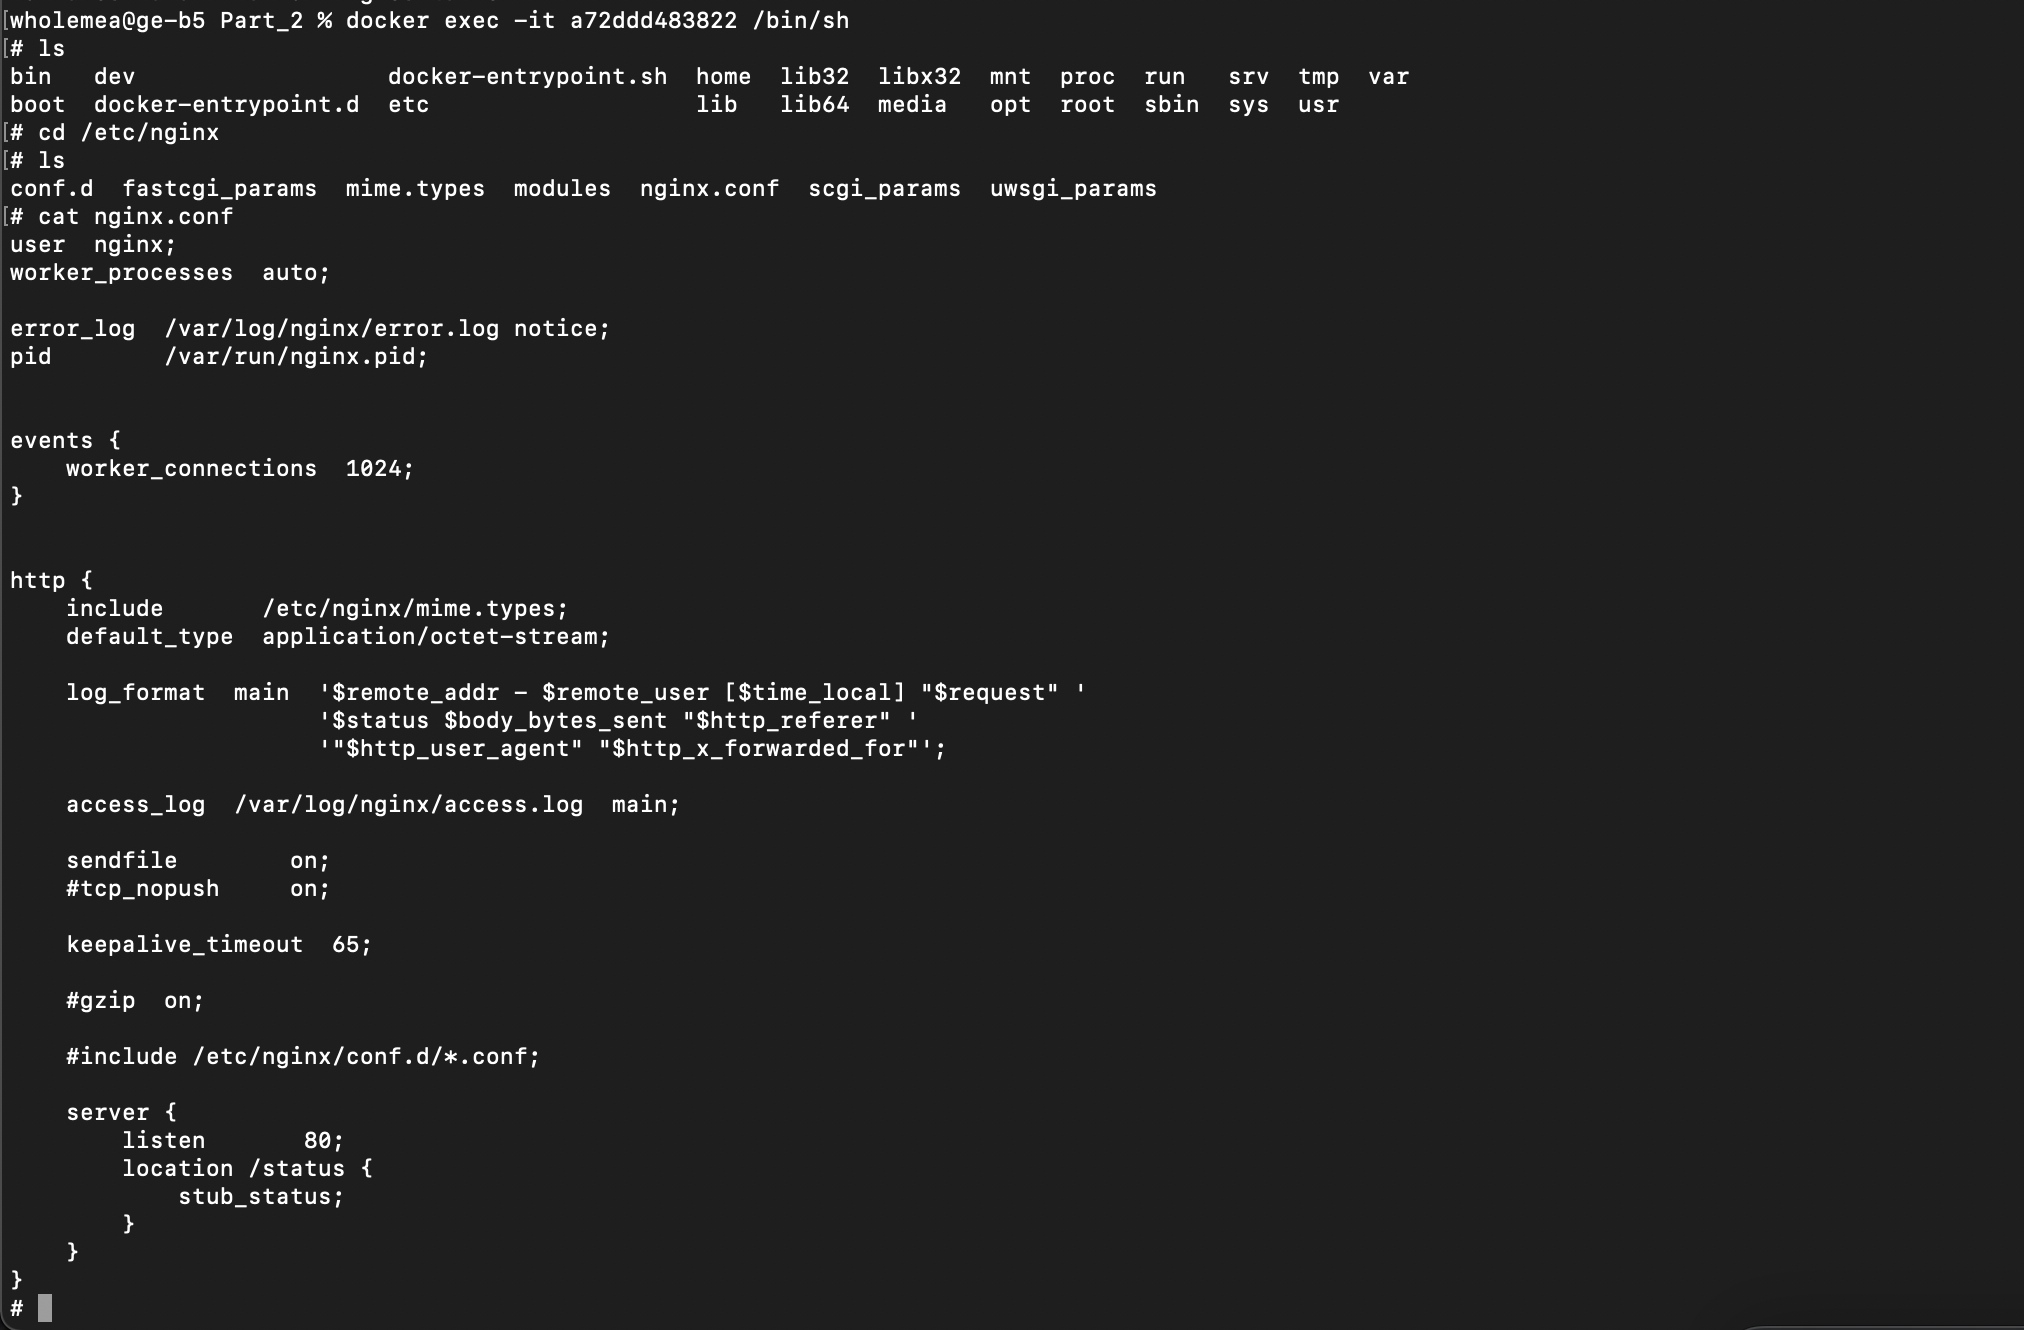 [wholemea@ge-b5 Part_2 % docker exec -it a72ddd483822 /bin/sh
[# ls
bin   dev                  docker-entrypoint.sh  home  lib32  libx32  mnt  proc  run   srv  tmp  var
boot  docker-entrypoint.d  etc                   lib   lib64  media   opt  root  sbin  sys  usr
[# cd /etc/nginx
[# ls
conf.d  fastcgi_params  mime.types  modules  nginx.conf  scgi_params  uwsgi_params
[# cat nginx.conf
user  nginx;
worker_processes  auto;

error_log  /var/log/nginx/error.log notice;
pid        /var/run/nginx.pid;


events {
    worker_connections  1024;
}


http {
    include       /etc/nginx/mime.types;
    default_type  application/octet-stream;

    log_format  main  '$remote_addr - $remote_user [$time_local] "$request" '
                      '$status $body_bytes_sent "$http_referer" '
                      '"$http_user_agent" "$http_x_forwarded_for"';

    access_log  /var/log/nginx/access.log  main;

    sendfile        on;
    #tcp_nopush     on;

    keepalive_timeout  65;

    #gzip  on;

    #include /etc/nginx/conf.d/*.conf;

    server {
        listen       80;
        location /status {
            stub_status;
        }
    }
}
#